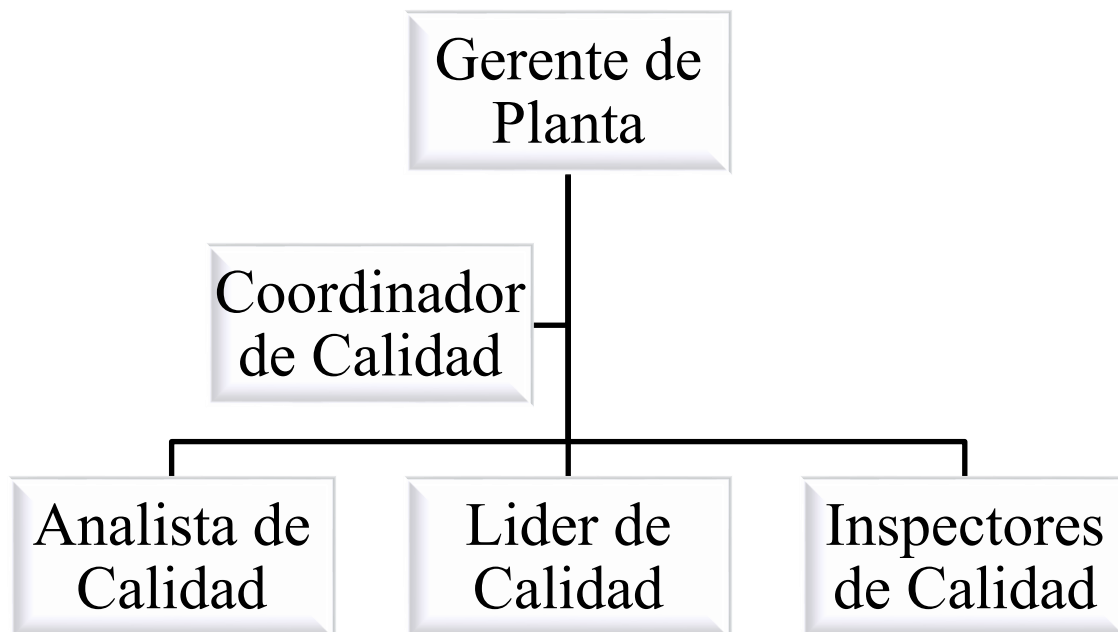 Gerente de
Planta
Coordinador
de Calidad
Analista de
Calidad
Lider de
Calidad
Inspectores
de Calidad